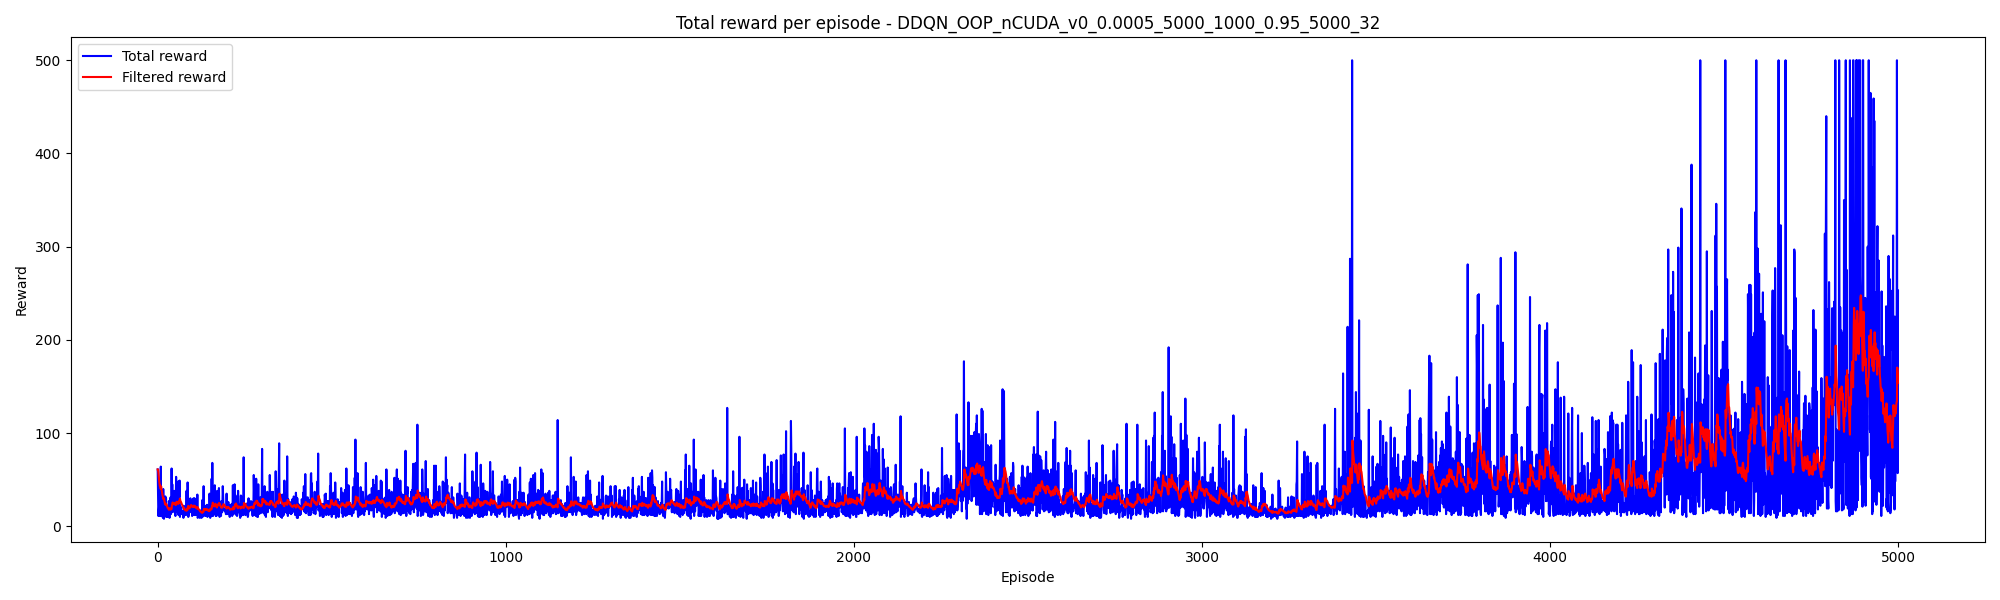 Total reward per episode - DDQN_OOP_nCUDA_v0_0.0005_5000_1000_0.95_5000_32
Total reward
Filtered reward
500
400
300
200
100
0
Reward
0 1000 2000 3000 4000 5000
Episode